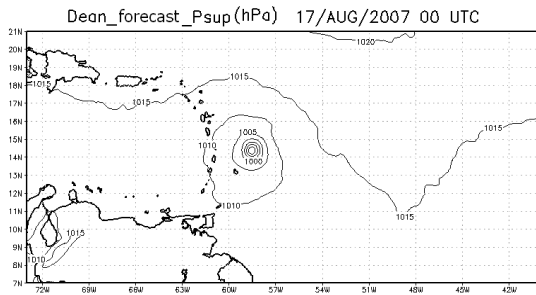 Dean_forecast_Psup(hPa) 17/AUG/2007 00 UTC
21N
20N
19N
18N
17N
16N
15N
14N
13N
12N
11N
10N
9N
8N
7N
1020
1015
1015
1015
1015
1010
1005
1000
1010
1015
1015
1010
72W 69W 66W 63W 60W 57W 54W 51W 48W 45W 42W